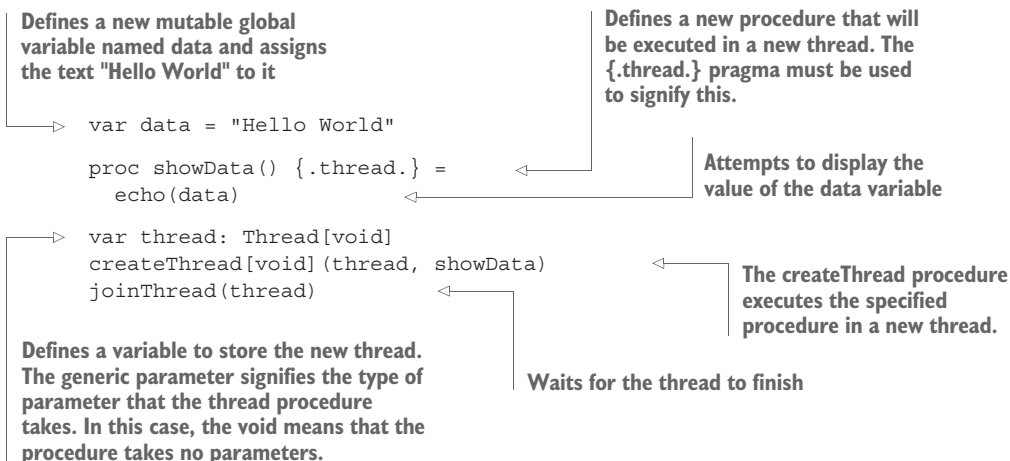 Defines a new mutable global
variable named data and assigns
the text "Hello World" to it
Defines a new procedure that will
be executed in a new thread. The
{.thread.} pragma must be used
to signify this.
var data = "Hello World"
proc showData() {.thread.} =
  echo(data)
Attempts to display the
value of the data variable
var thread: Thread[void]
createThread[void](thread, showData)
joinThread(thread)
The createThread procedure
executes the specified
procedure in a new thread.
Defines a variable to store the new thread.
The generic parameter signifies the type of
parameter that the thread procedure
takes. In this case, the void means that the
procedure takes no parameters.
Waits for the thread to finish